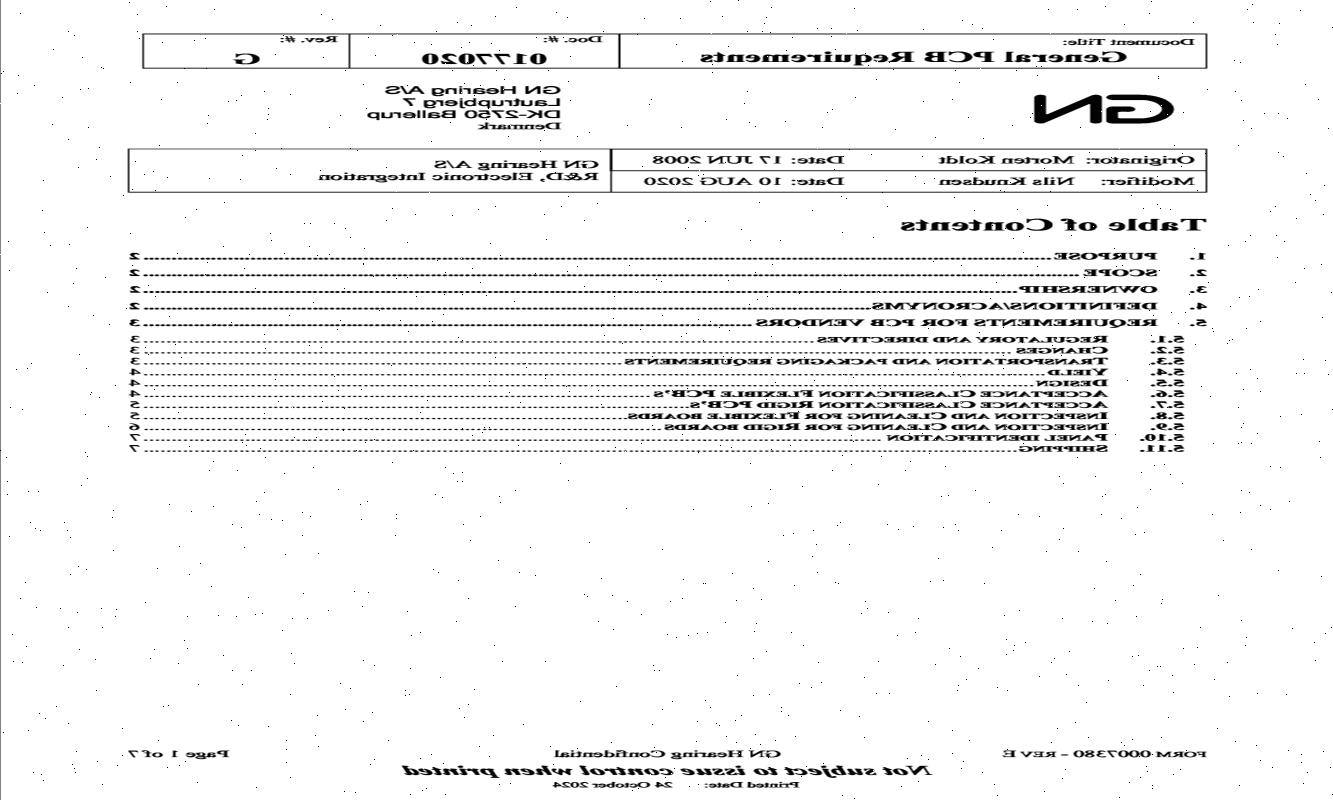 Document Title: Doc. #: Rev. #:
General PCB Requirements 0177020 G
GN
GN Hearing A/S
Lautrupbjerg 7
DK-2750 Ballerup
Denmark
Originator: Morten Koldt Date: 17 JUN 2008 GN Hearing A/S
Modifier: Nils Knudsen Date: 10 AUG 2020 R&D, Electronic Integration
Table of Contents
1. PURPOSE 2
2. SCOPE 2
3. OWNERSHIP 2
4. DEFINITIONS/ACRONYMS 2
5. REQUIREMENTS FOR PCB VENDORS 3
5.1. REGULATORY AND DIRECTIVES 3
5.2. CHANGES 3
5.3. TRANSPORTATION AND PACKAGING REQUIREMENTS 3
5.4. YIELD 4
5.5. DESIGN 4
5.6. ACCEPTANCE CLASSIFICATION FLEXIBLE PCB'S 4
5.7. ACCEPTANCE CLASSIFICATION RIGID PCB'S 5
5.8. INSPECTION AND CLEANING FOR FLEXIBLE BOARDS 5
5.9. INSPECTION AND CLEANING FOR RIGID BOARDS 6
5.10. PANEL IDENTIFICATION 7
5.11. SHIPPING 7
FORM 0007380 - REV E GN Hearing Confidential Page 1 of 7
Not subject to issue control when printed
Printed Date: 24 October 2024